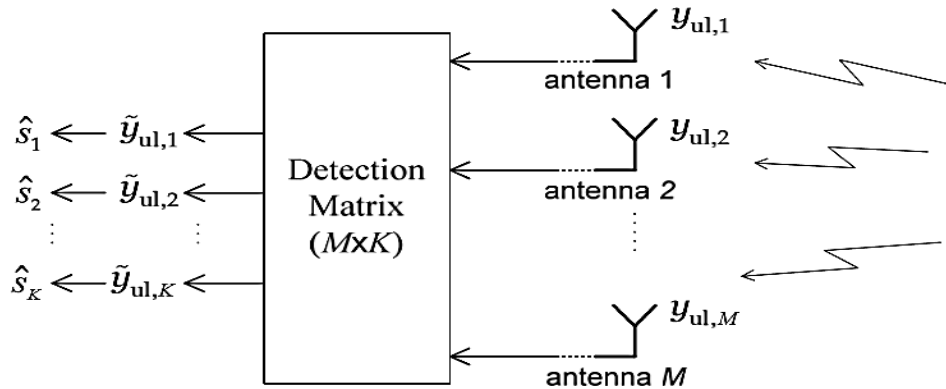 y_ul,1
antenna 1
ŝ_1 ỹ_ul,1
y_ul,2
ŝ_2 ỹ_ul,2
antenna 2
Detection
Matrix
(MxK)
ŝ_K ỹ_ul,K
y_ul,M
antenna M